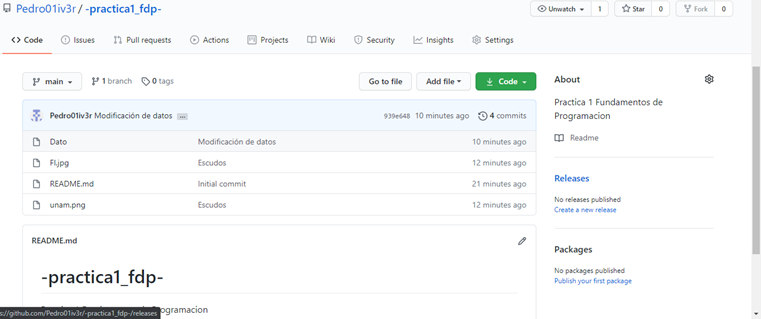 Pedro01iv3r / -practica1_fdp-
Unwatch 1 Star 0 Fork 0
Code Issues Pull requests Actions Projects Wiki Security Insights Settings
main 1 branch 0 tags Go to file Add file Code
Pedro01iv3r Modificación de datos ... 939e648 10 minutes ago 4 commits
Dato Modificación de datos 10 minutes ago
FI.jpg Escudos 12 minutes ago
README.md Initial commit 21 minutes ago
unam.png Escudos 12 minutes ago
README.md
-practica1_fdp-
Programacion
s://github.com/Pedro01iv3r/-practica1_fdp-/releases
About
Practica 1 Fundamentos de
Programacion
Readme
Releases
No releases published
Create a new release
Packages
No packages published
Publish your first package